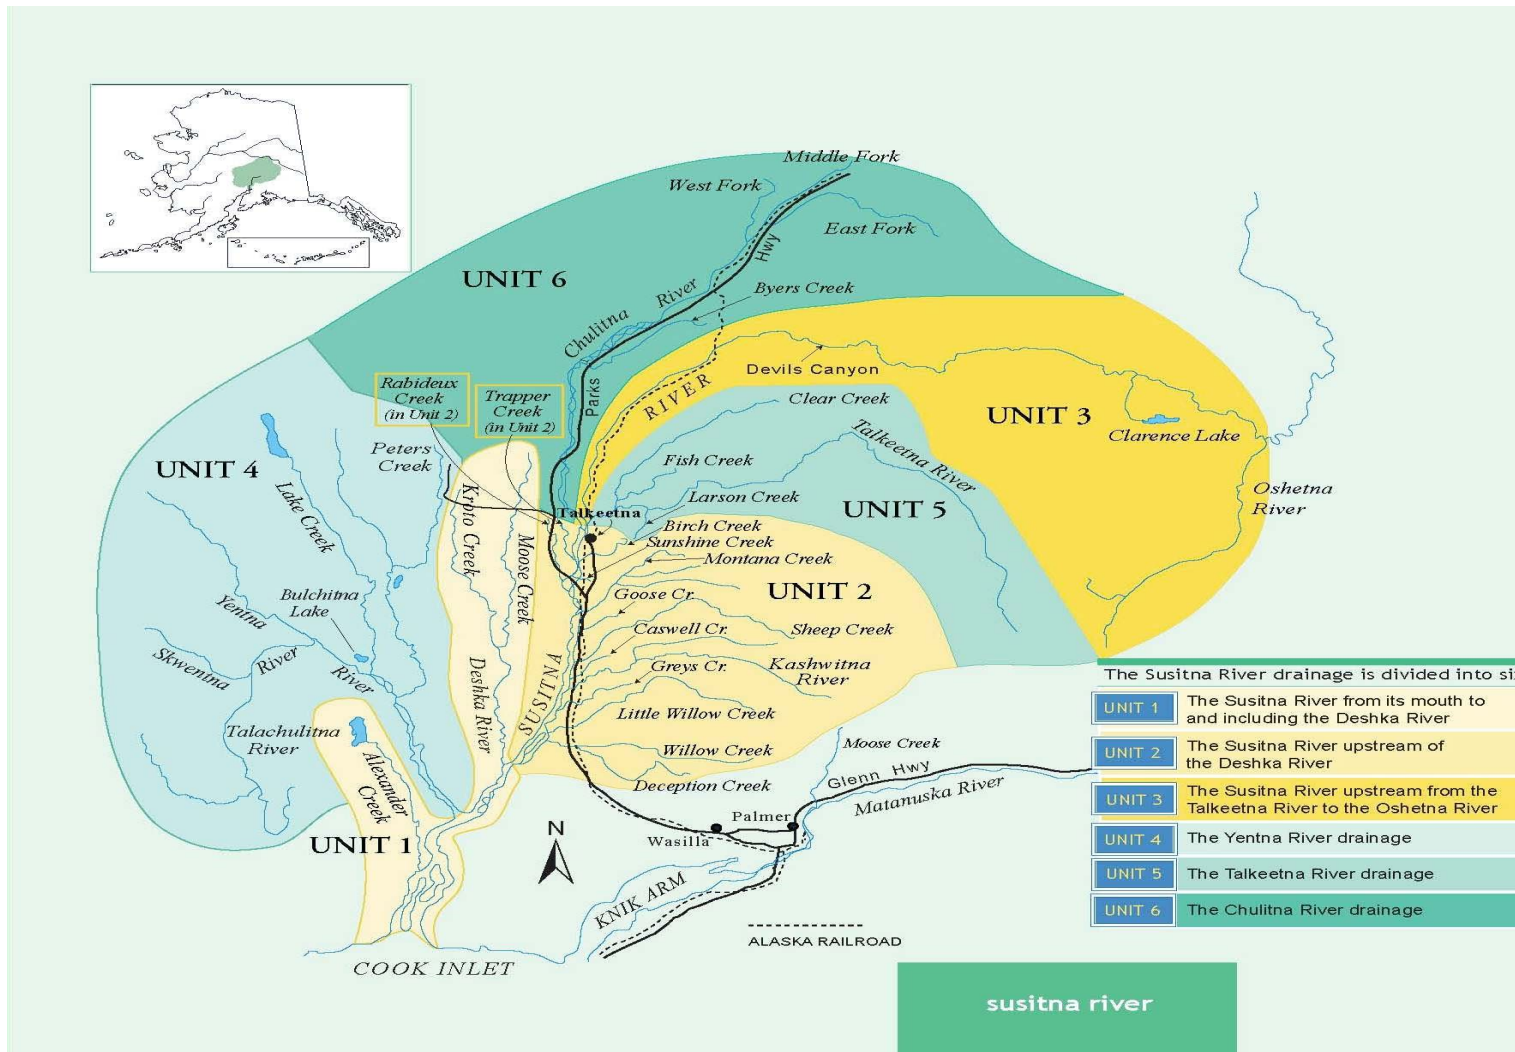 Middle Fork
West Fork
East Fork
UNIT 6
Hwy
River
Byers Creek
Chulitna
Devils Canyon
Rabideux
Creek
(in Unit 2)
Trapper
Creek
(in Unit 2)
Parks
RIVER
Clear Creek
UNIT 3
Clarence Lake
Peters
Creek
Talkeetna River
UNIT 4
Fish Creek
Lake Creek
Kroto Creek
Larson Creek
Oshetna
River
UNIT 5
Talkeetna
Birch Creek
Sunshine Creek
Montana Creek
Moose Creek
UNIT 2
Bulchitna
Lake
Goose Cr.
Yentna
River
River
Caswell Cr.
Sheep Creek
Skwentna
Greys Cr.
Kashwitna
River
Deshka River
SUSITNA
Little Willow Creek
Talachulitna
River
Willow Creek
Moose Creek
Deception Creek
Glenn Hwy
Matanuska River
Alexander
Creek
Palmer
Wasilla
UNIT 1
N
KNIK ARM
ALASKA RAILROAD
COOK INLET
The Susitna River drainage is divided into si
UNIT 1
The Susitna River from its mouth to
and including the Deshka River
UNIT 2
The Susitna River upstream of
the Deshka River
UNIT 3
The Susitna River upstream from the
Talkeetna River to the Oshetna River
UNIT 4
The Yentna River drainage
UNIT 5
The Talkeetna River drainage
UNIT 6
The Chulitna River drainage
susitna river